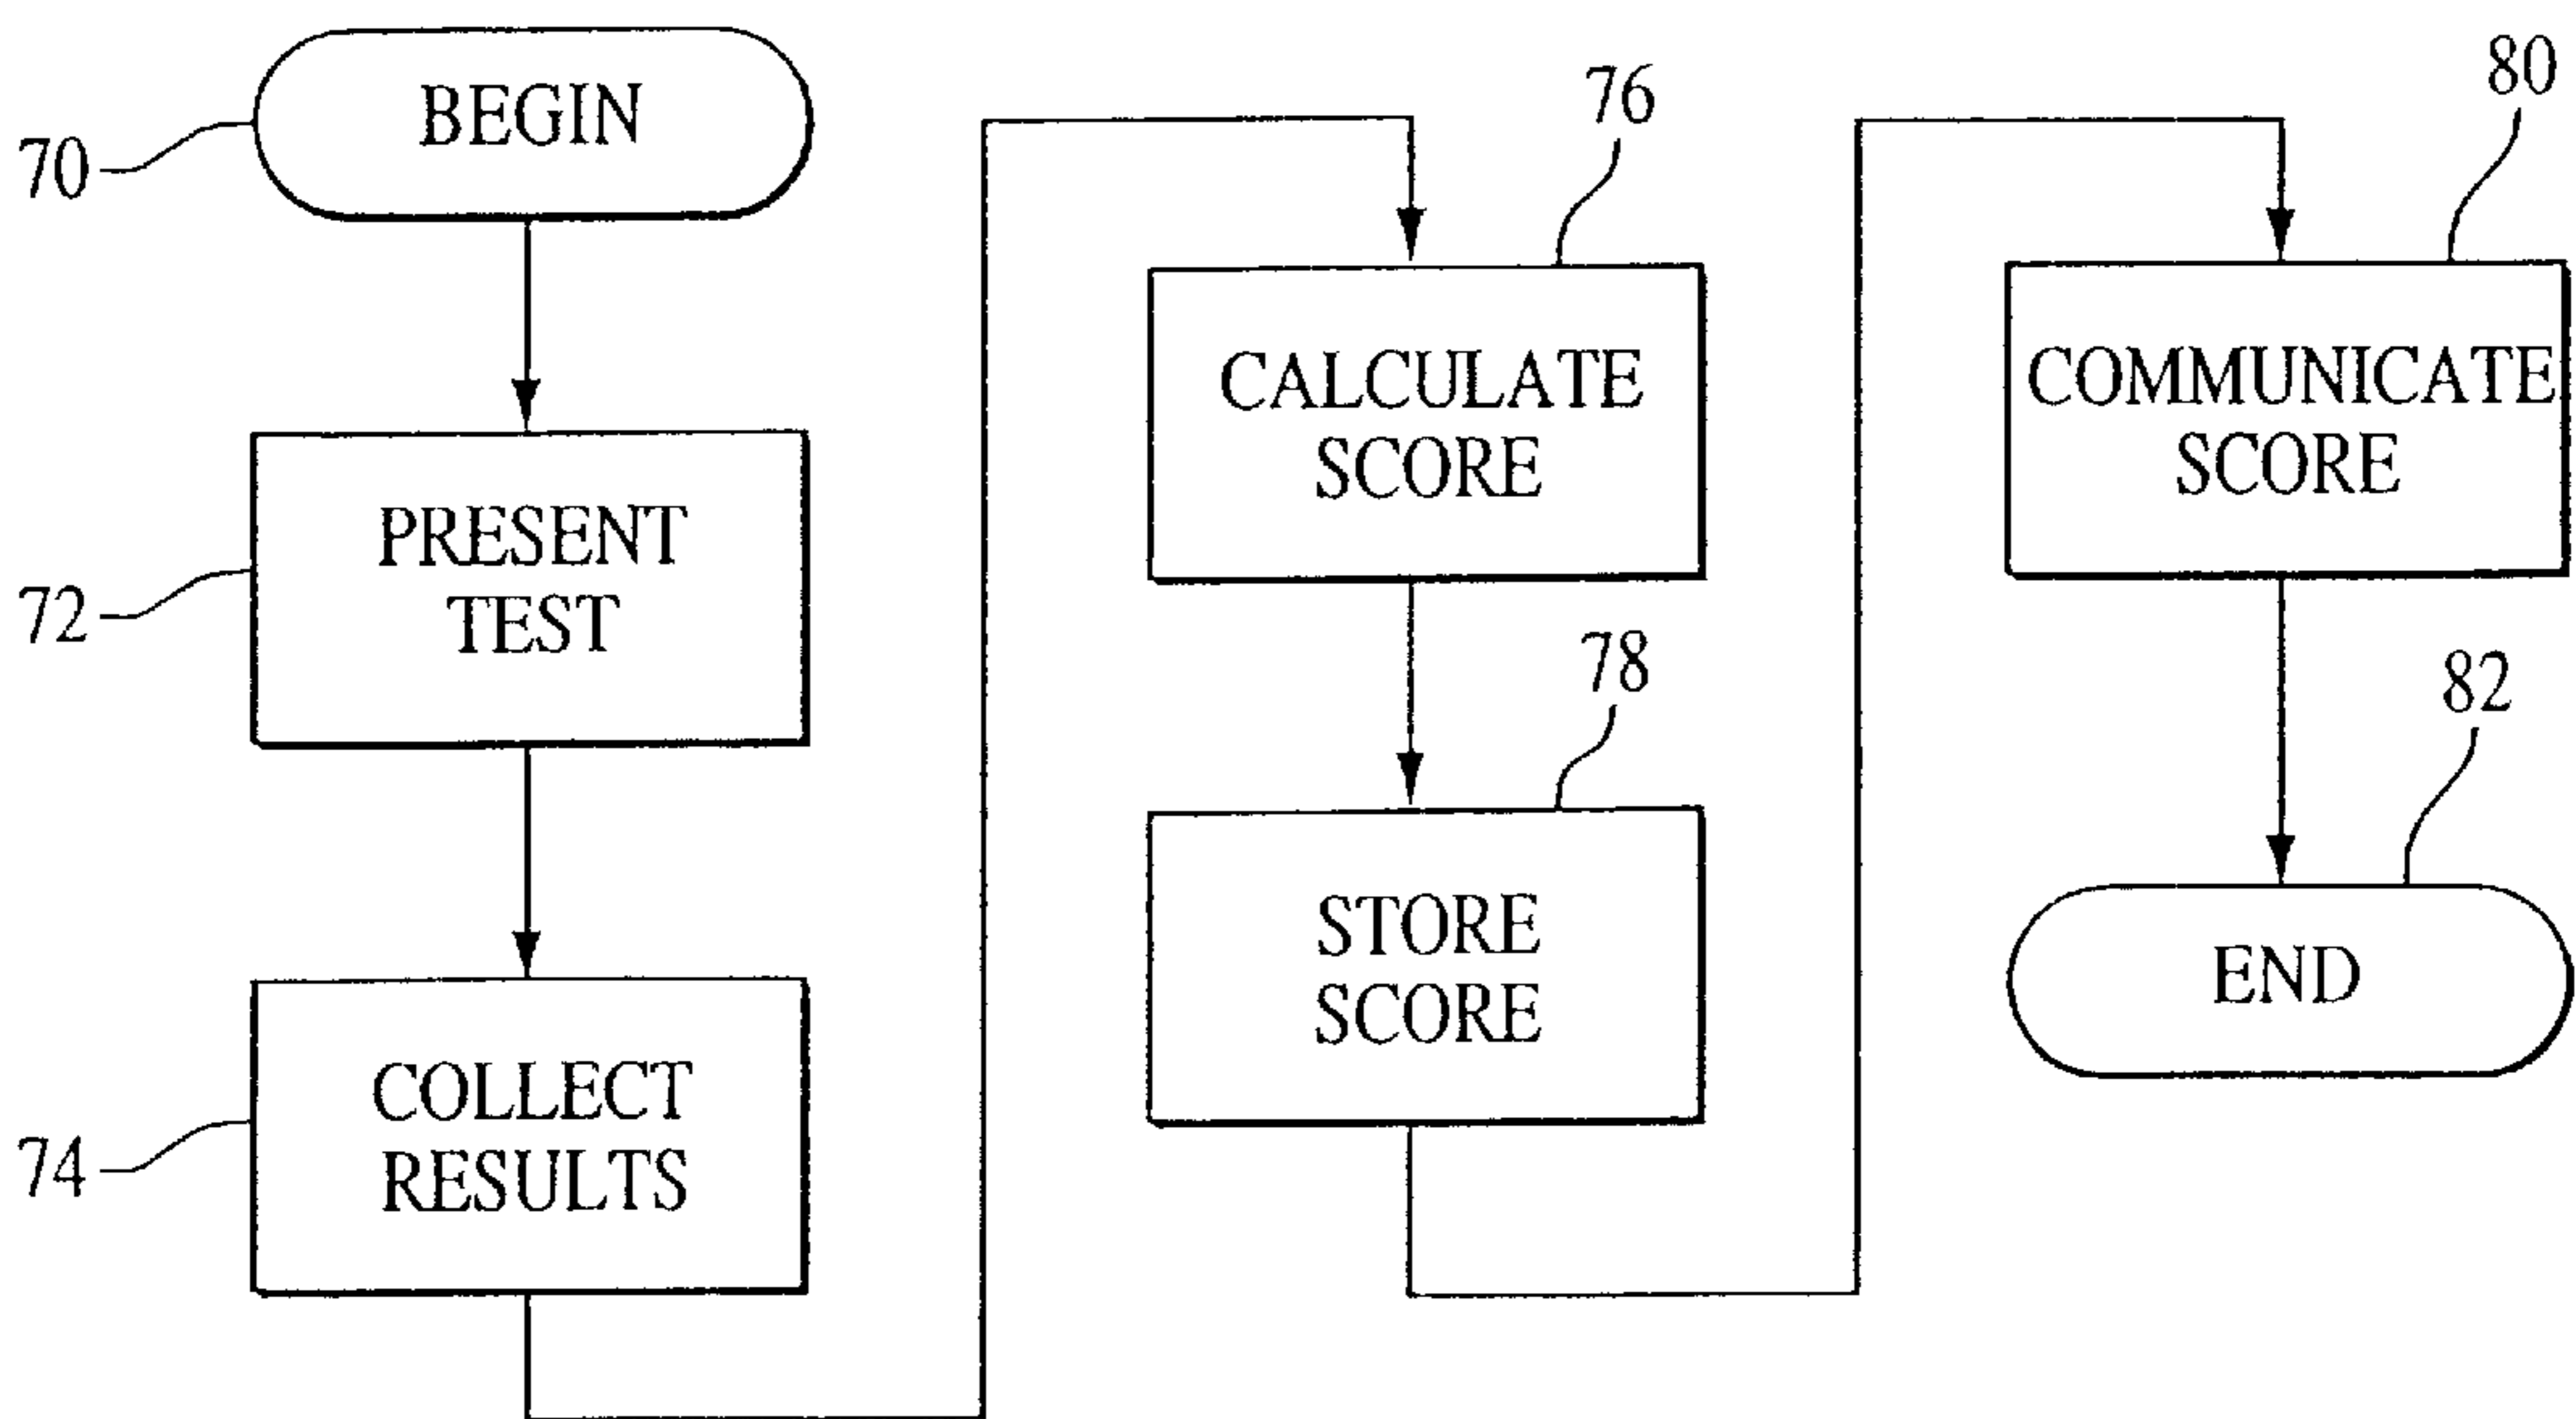 BEGIN
70
PRESENT
TEST
72
COLLECT
RESULTS
74
76
CALCULATE
SCORE
78
STORE
SCORE
80
COMMUNICATE
SCORE
82
END